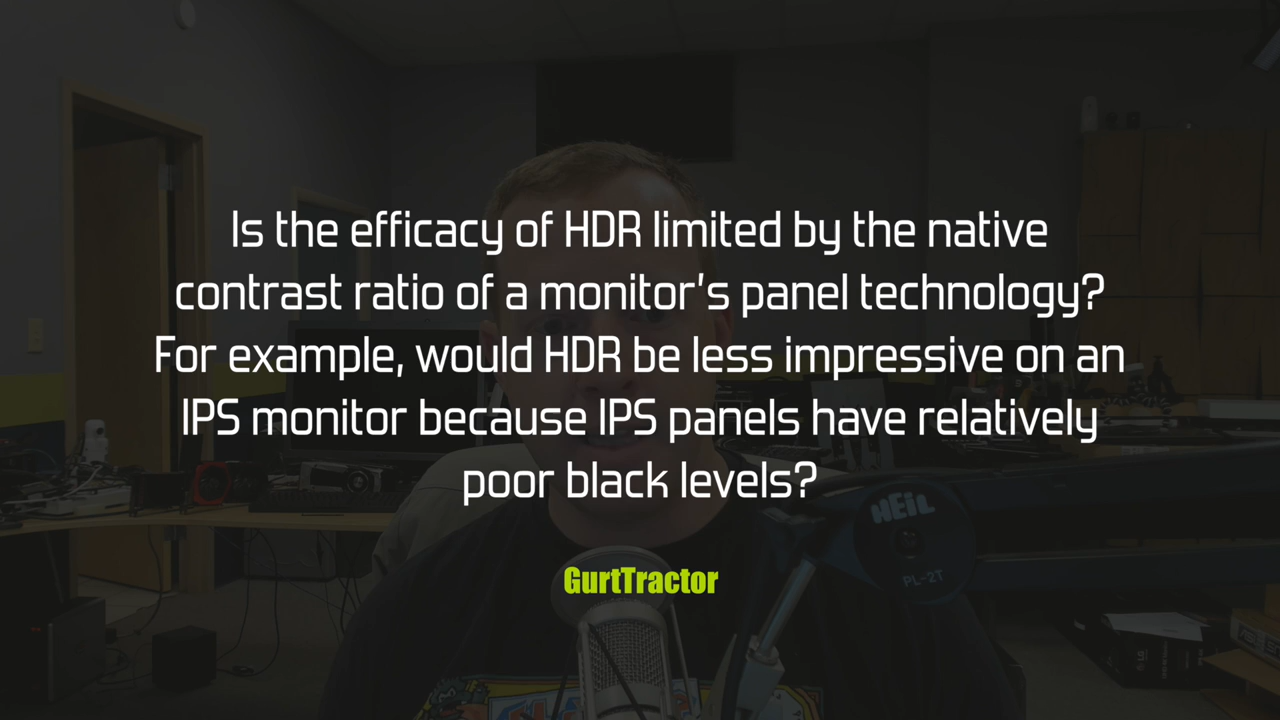 Is the efficacy of HDR limited by the native
contrast ratio of a monitor's panel technology?
For example, would HDR be less impressive on an
IPS monitor because IPS panels have relatively
poor black levels?
GurtTractor
HEiL
PL-2T